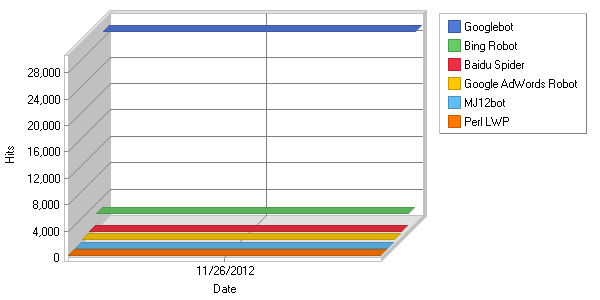 Googlebot
Bing Robot
Baidu Spider
Google AdWords Robot
MJ12bot
Perl LWP
28,000
24,000
20,000
16,000
12,000
8,000
4,000
0
Hits
11/26/2012
Date